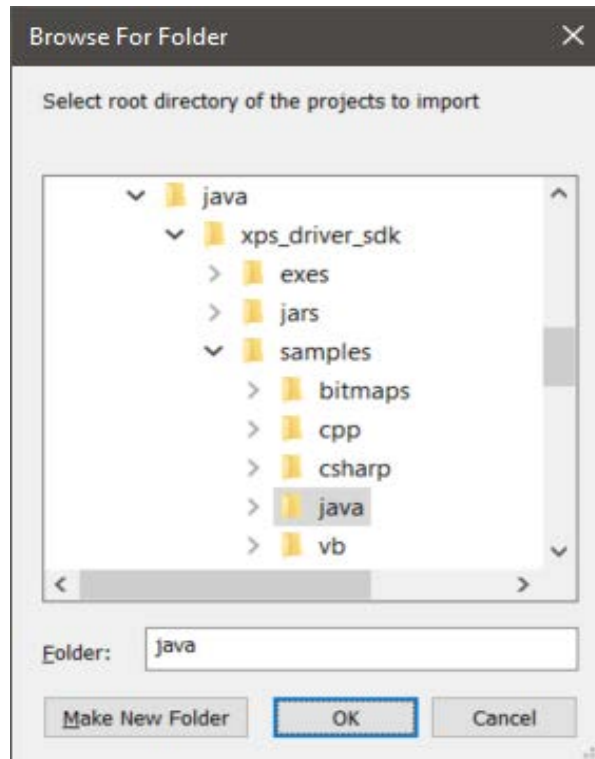 Browse For Folder
Select root directory of the projects to import
java
xps_driver_sdk
exes
jars
samples
bitmaps
cpp
csharp
java
vb
Folder: java
Make New Folder OK Cancel